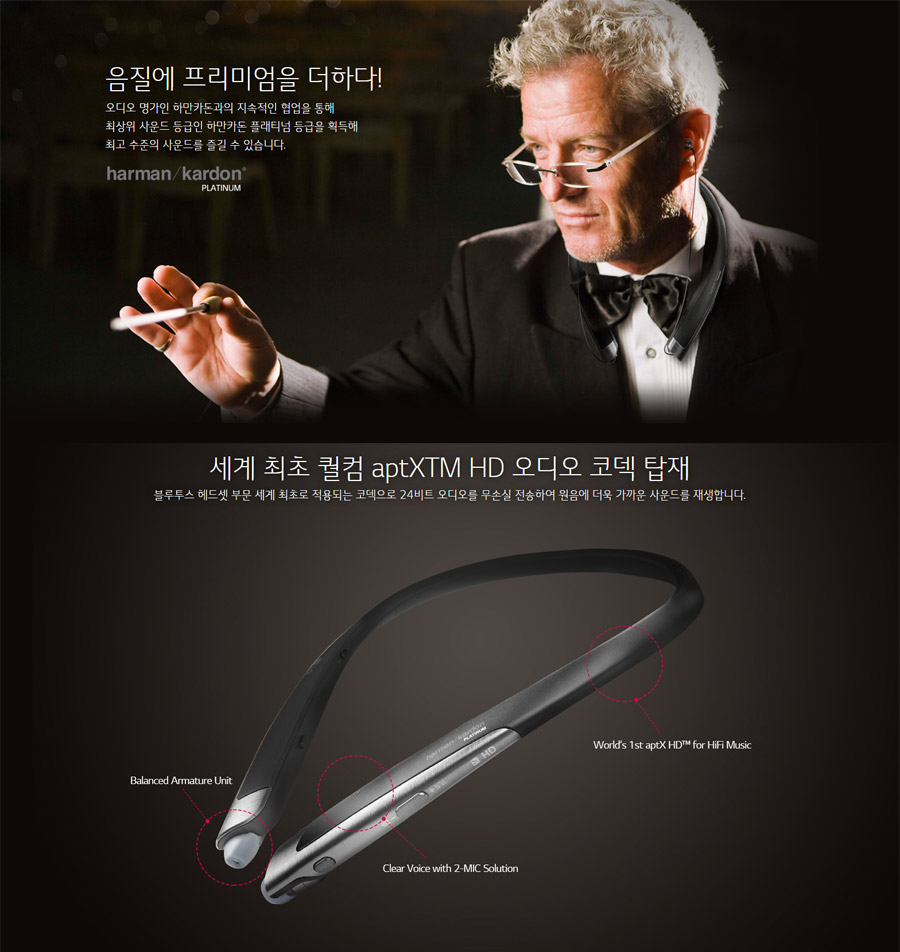 음질에 프리미엄을 더하다!
오디오 명가인 하만카돈과의 지속적인 협업을 통해
최상위 사운드 등급인 하만카돈 플래티넘 등급을 획득해
최고 수준의 사운드를 즐길 수 있습니다.
harman/kardon®
PLATINUM
세계 최초 퀄컴 aptXTM HD 오디오 코덱 탑재
블루투스 헤드셋 부문 세계 최초로 적용되는 코덱으로 24비트 오디오를 무손실 전송하여 원음에 더욱 가까운 사운드를 재생합니다.
harman/kardon
PLATINUM
HD
World's 1st aptX HD™ for HiFi Music
Balanced Armature Unit
Clear Voice with 2-MIC Solution